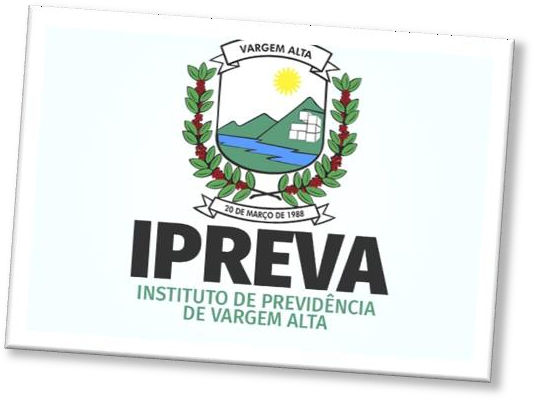 VARGEM ALTA
20 DE MARÇO DE 1988
IPREVA
INSTITUTO DE PREVIDÊNCIA
DE VARGEM ALTA